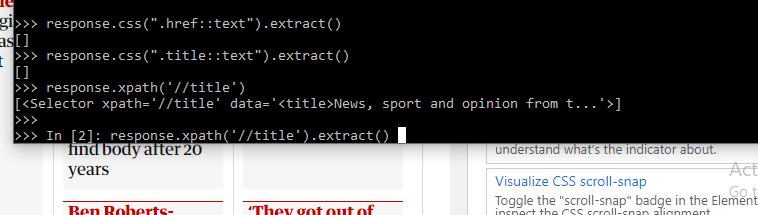 >>> response.css(".href::text").extract()
[]
>>> response.css(".title::text").extract()
[]
>>> response.xpath('//title')
[<Selector xpath='//title' data='<title>News, sport and opinion from t...'>]
>>>
>>> In [2]: response.xpath('//title').extract()
find body after 20
years
Ben Roberts-
'They got out of
understand what's the indicator about.
Visualize CSS scroll-snap
Toggle the "scroll-snap" badge in the Element
inspect the CSS scroll-snap alignment
Act
Go t